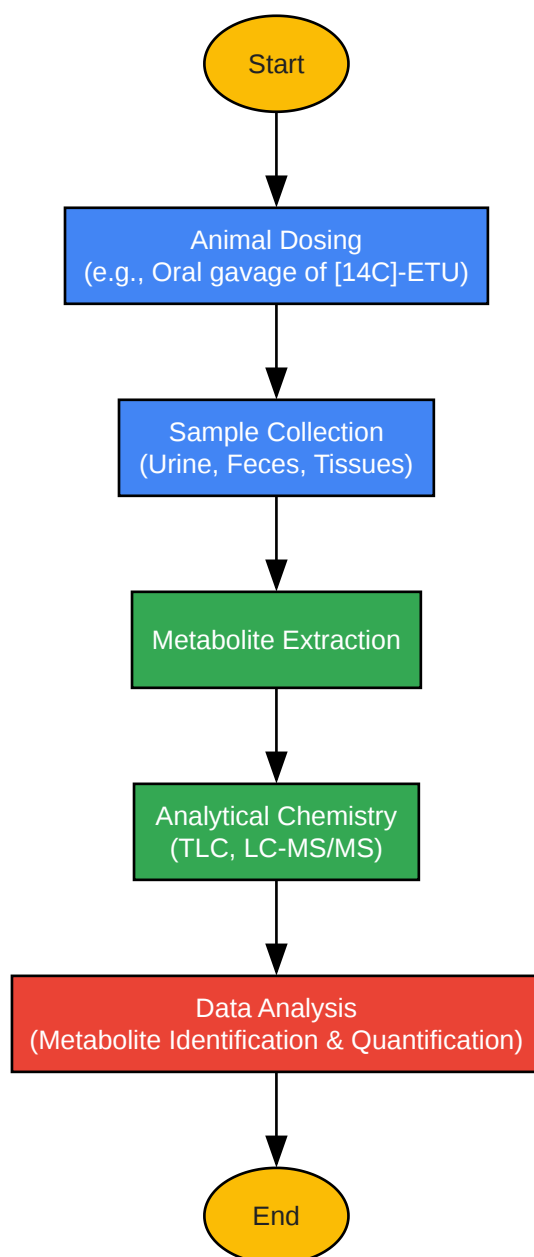 Start
Animal Dosing
(e.g., Oral gavage of [14C]-ETU)
Sample Collection
(Urine, Feces, Tissues)
Metabolite Extraction
Analytical Chemistry
(TLC, LC-MS/MS)
Data Analysis
(Metabolite Identification & Quantification)
End